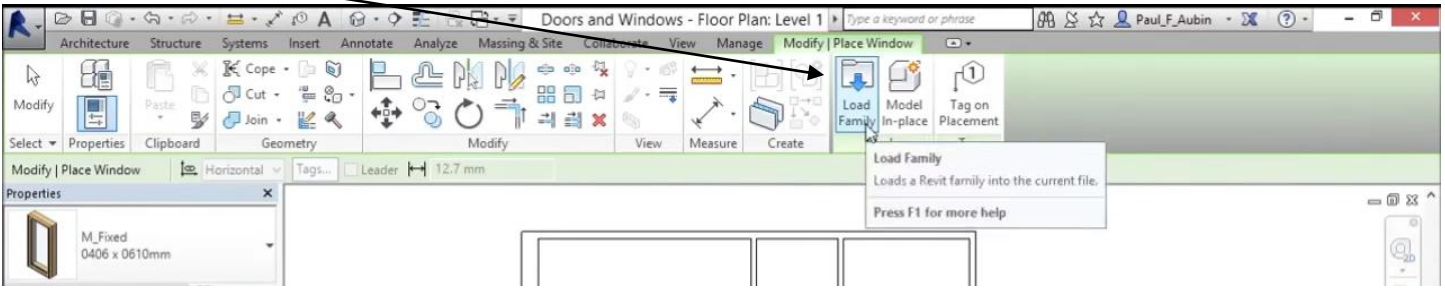 Doors and Windows - Floor Plan: Level 1
Type a keyword or phrase
Paul_F_Aubin
Architecture Structure Systems Insert Annotate Analyze Massing & Site Collaborate View Manage Modify | Place Window
Cope
Cut
Join
Modify
Paste
Load Family
Model In-place
Tag on Placement
1
Select Properties Clipboard Geometry Modify View Measure Create
Modify | Place Window Horizontal Tags... Leader 12.7 mm
Load Family
Loads a Revit family into the current file.
Press F1 for more help
Properties
M_Fixed
0406 x 0610mm
2D